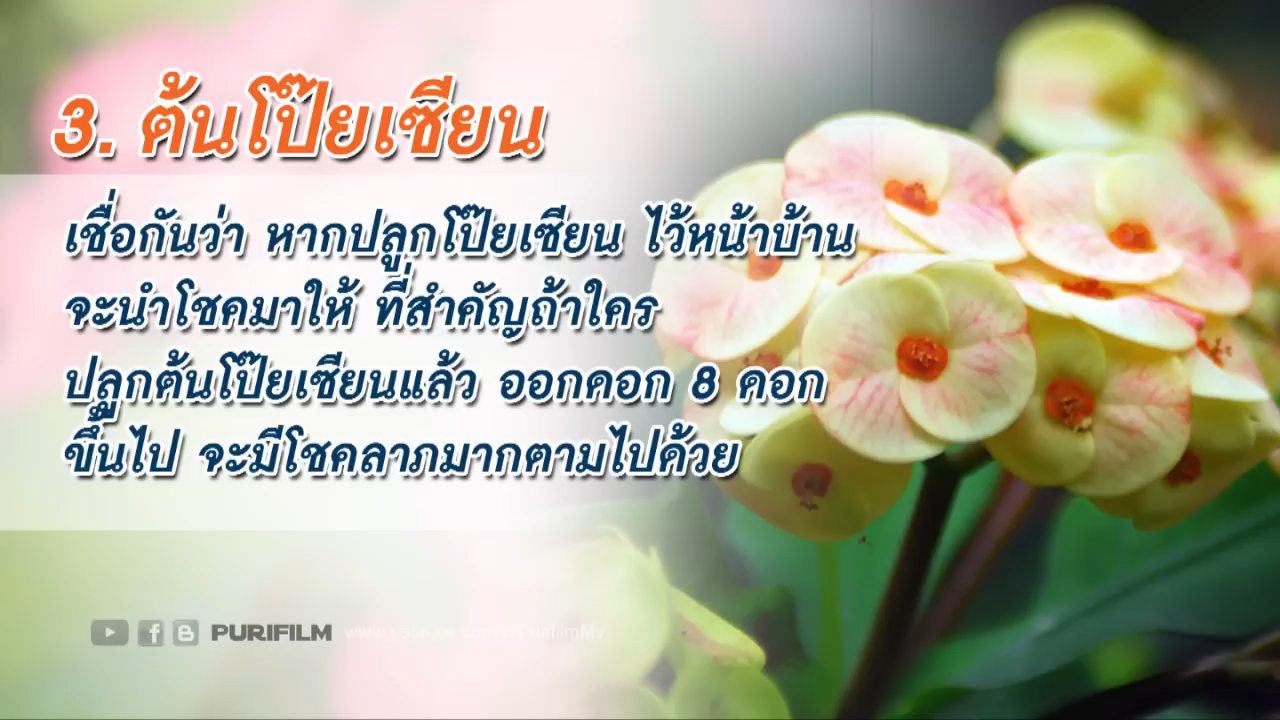 3. ต้นโป๊ยเซียน
เชื่อกันว่า หากปลูกโป๊ยเซียน ไว้หน้าบ้าน
จะนำโชคมาให้ ที่สำคัญถ้าใคร
ปลูกต้นโป๊ยเซียนแล้ว ออกดอก 8 ดอก
ขึ้นไป จะมีโชคลาภมากตามไปด้วย
PURIFILM